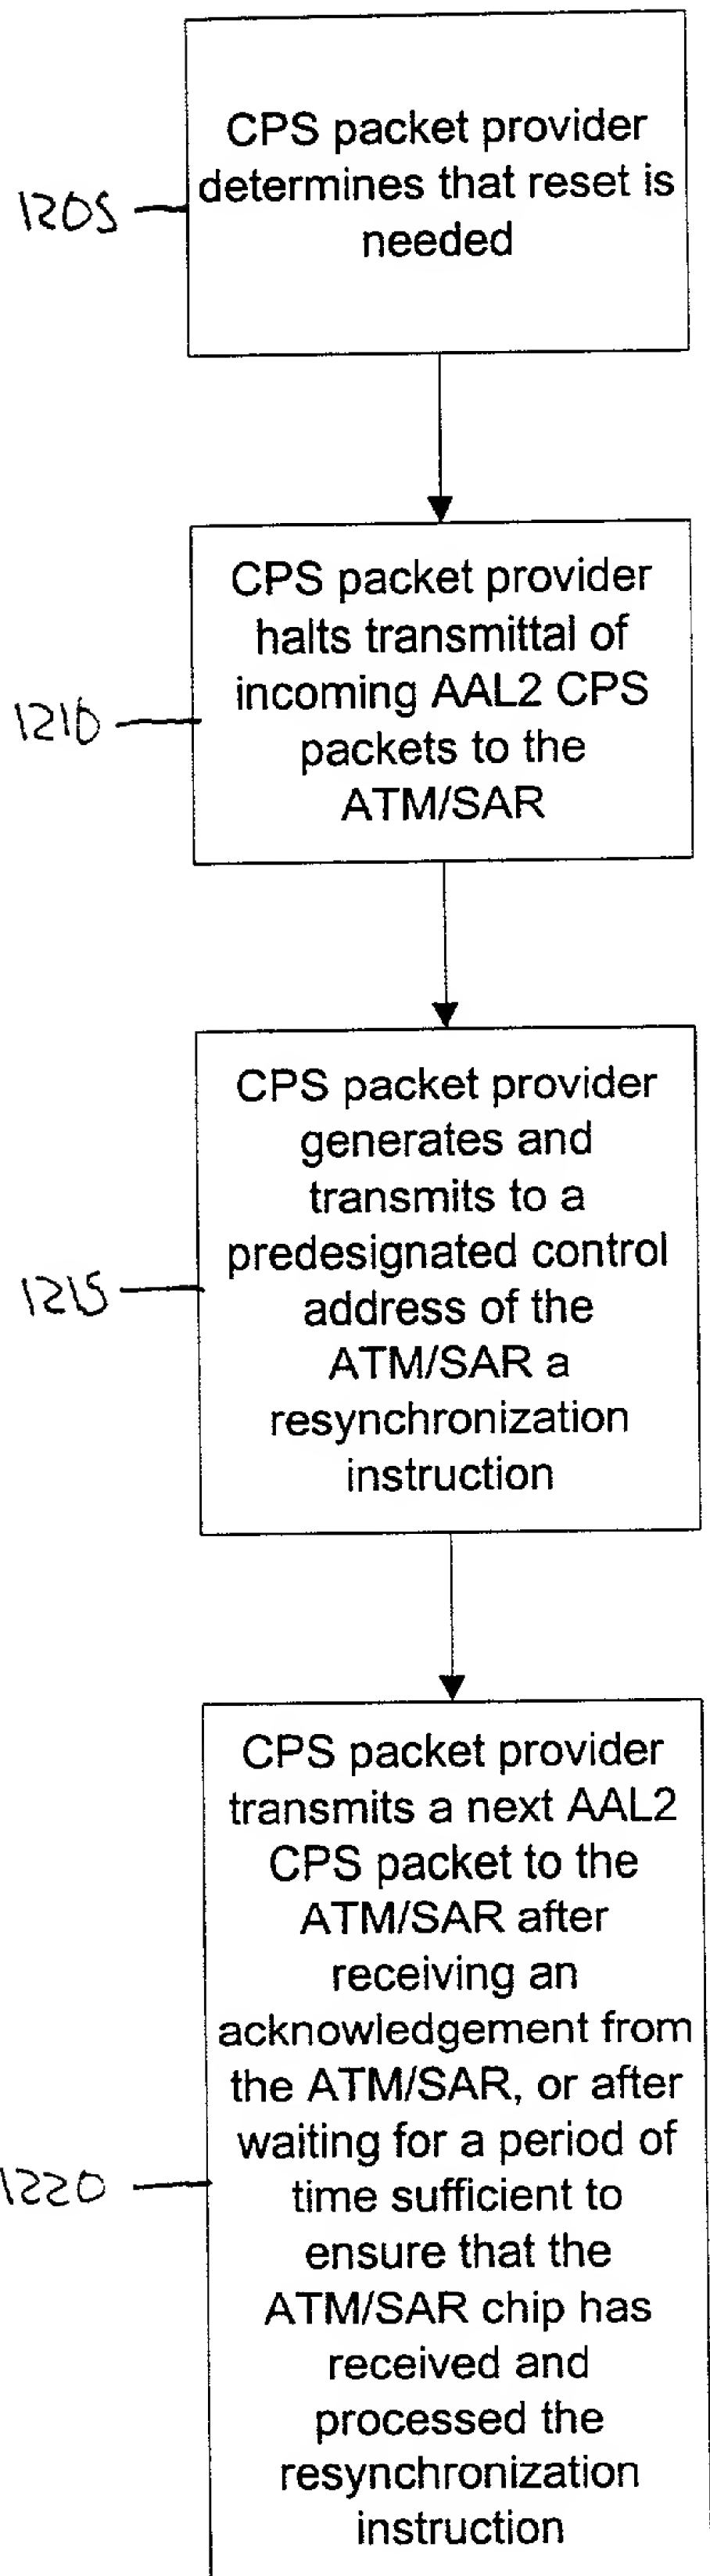 CPS packet provider
determines that reset is
needed
1205
CPS packet provider
halts transmittal of
incoming AAL2 CPS
packets to the
ATM/SAR
1210
CPS packet provider
generates and
transmits to a
predesignated control
address of the
ATM/SAR a
resynchronization
instruction
1215
CPS packet provider
transmits a next AAL2
CPS packet to the
ATM/SAR after
receiving an
acknowledgement from
the ATM/SAR, or after
waiting for a period of
time sufficient to
ensure that the
ATM/SAR chip has
received and
processed the
resynchronization
instruction
1220